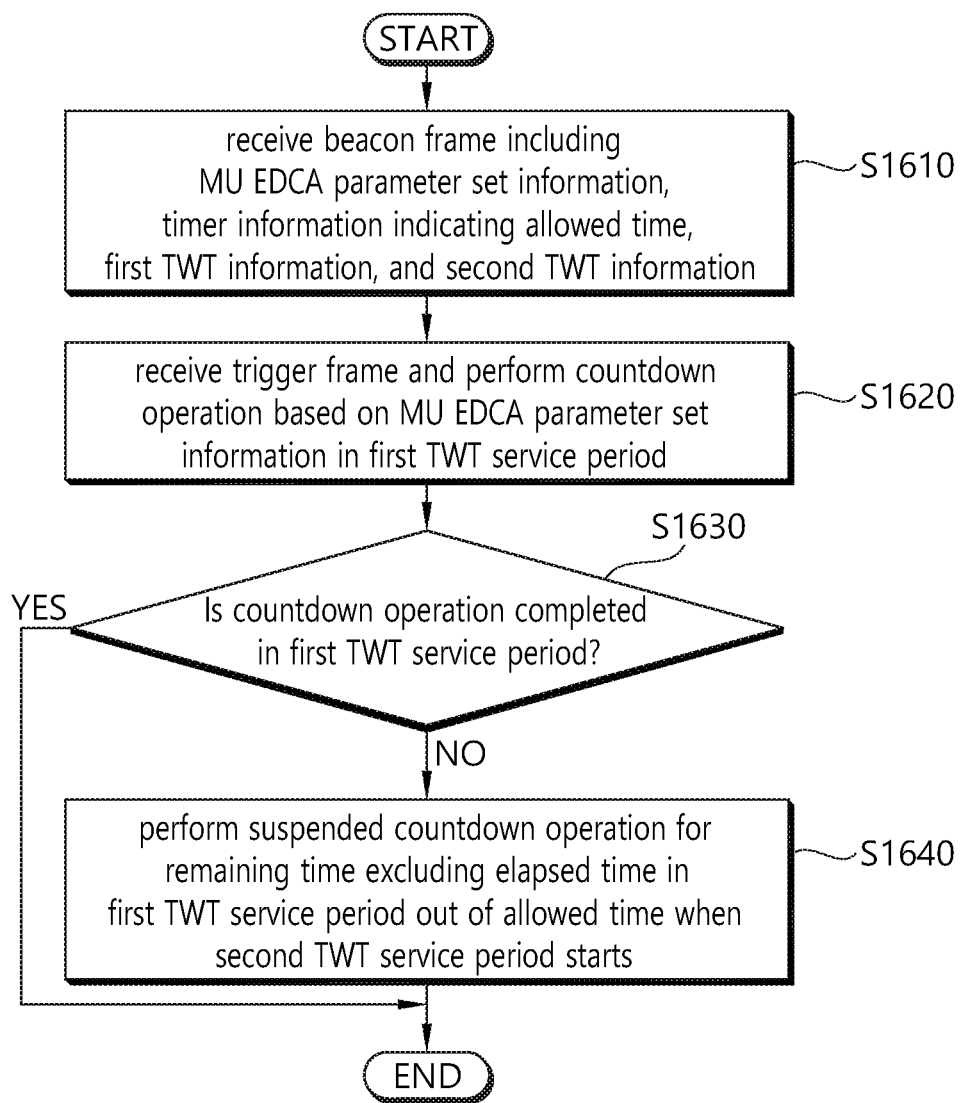 START
receive beacon frame including
MU EDCA parameter set information,
timer information indicating allowed time,
first TWT information, and second TWT information
S1610
receive trigger frame and perform countdown
operation based on MU EDCA parameter set
information in first TWT service period
S1620
S1630
YES
Is countdown operation completed
in first TWT service period?
NO
perform suspended countdown operation for
remaining time excluding elapsed time in
first TWT service period out of allowed time when
second TWT service period starts
S1640
END